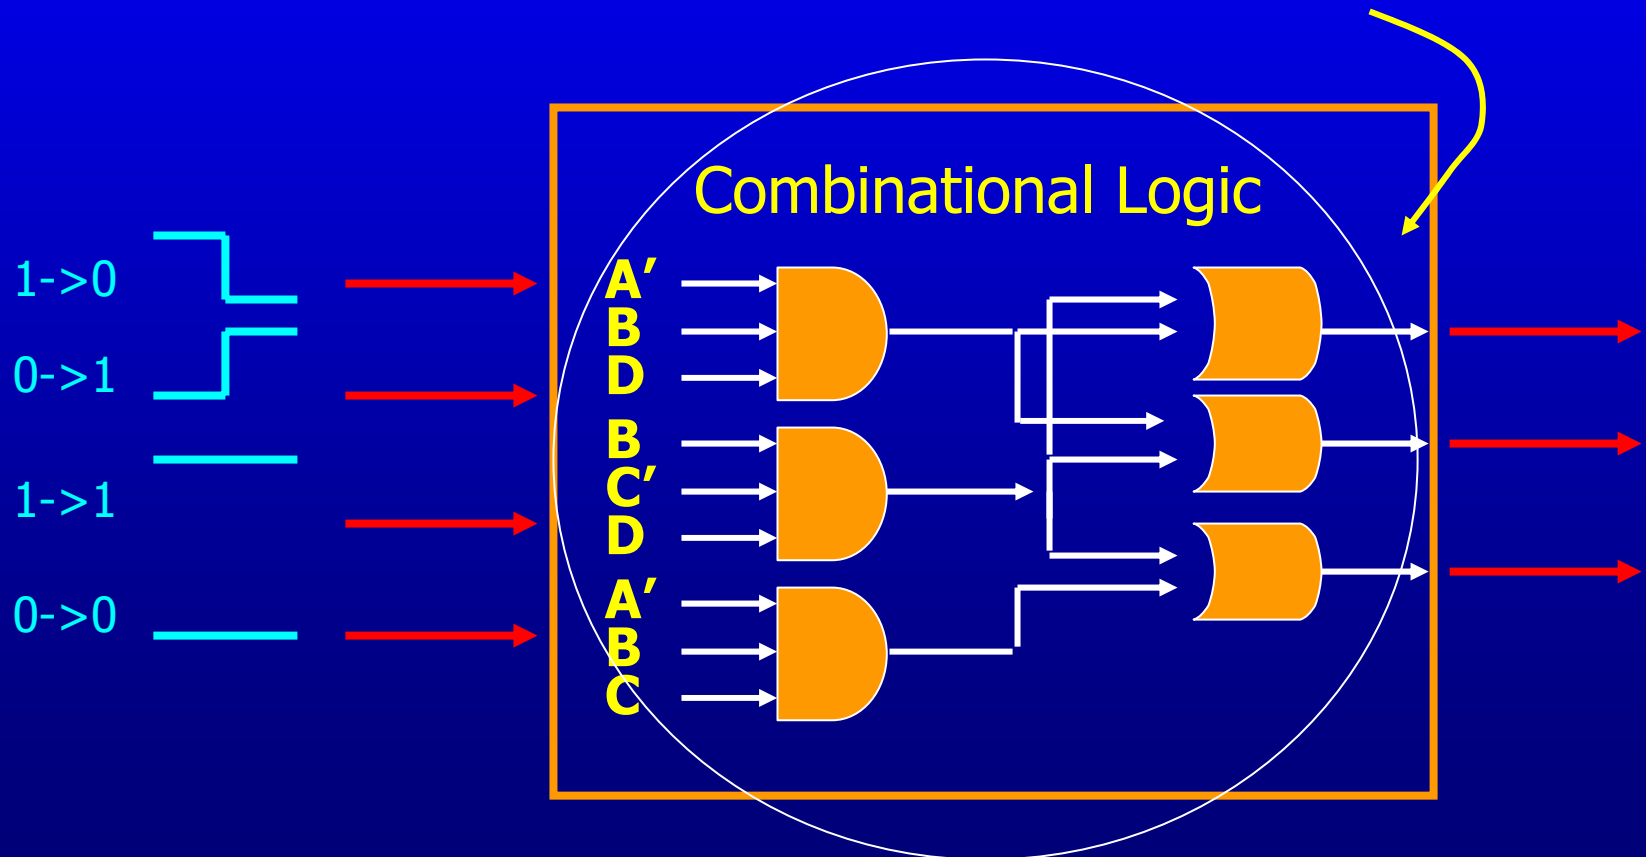 Combinational Logic
1->0
0->1
1->1
0->0
A′
B
D
B
C′
D
A′
B
C